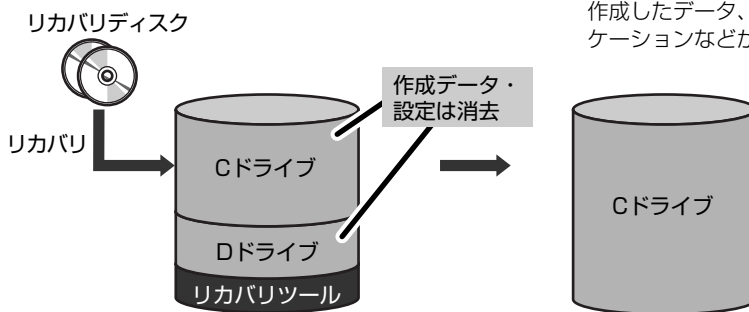 リカバリディスク
作成したデータ、
ケーションなどが
作成データ・
設定は消去
リカバリ
Cドライブ
Dドライブ
リカバリツール
Cドライブ